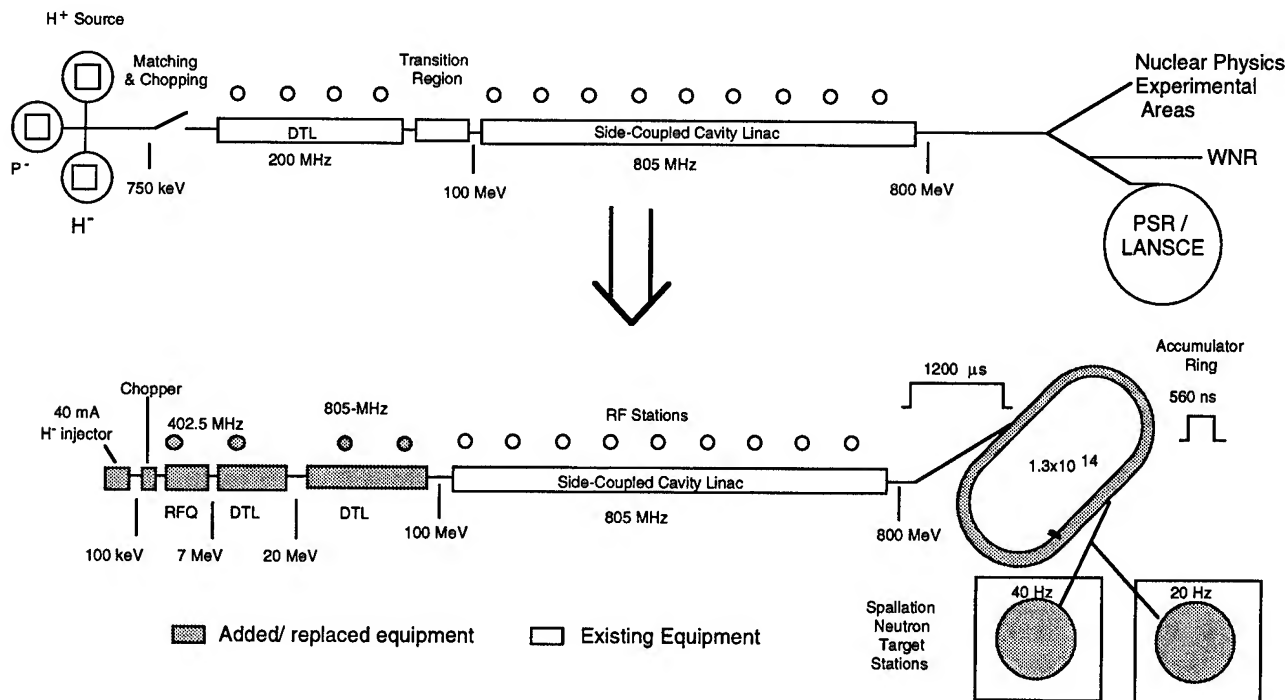 H+ Source
Matching
& Chopping
Transition
Region
Nuclear Physics
Experimental
Areas
P-
DTL
Side-Coupled Cavity Linac
WNR
200 MHz
805 MHz
750 keV
100 MeV
800 MeV
H-
PSR /
LANSCE
Accumulator
Ring
1200 µs
560 ns
Chopper
40 mA
H- injector
402.5 MHz
805-MHz
RF Stations
1.3x10 14
Side-Coupled Cavity Linac
RFQ
DTL
DTL
805 MHz
100 keV
7 MeV
20 MeV
100 MeV
800 MeV
40 Hz
20 Hz
Spallation
Neutron
Target
Stations
Added/ replaced equipment
Existing Equipment